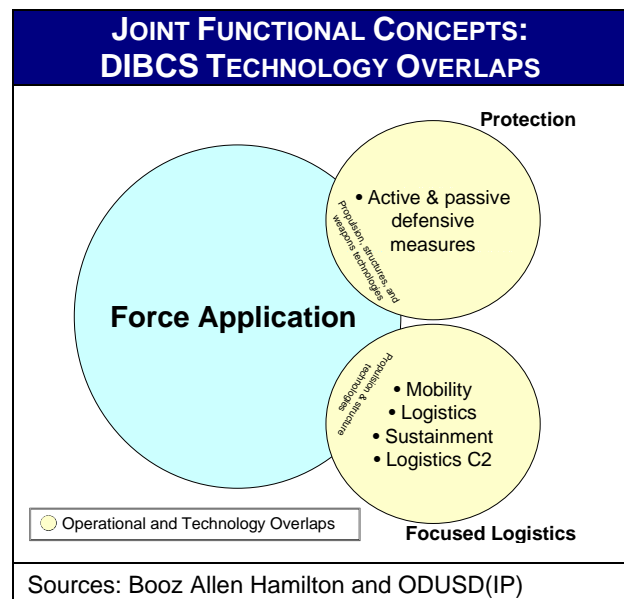 JOINT FUNCTIONAL CONCEPTS:
DIBCS TECHNOLOGY OVERLAPS
Protection
• Active & passive
defensive
measures
Propulsion, structures, and
weapons technologies
Force Application
Propulsion & structure
technologies
• Mobility
• Logistics
• Sustainment
• Logistics C2
Operational and Technology Overlaps
Focused Logistics
Sources: Booz Allen Hamilton and ODUSD(IP)